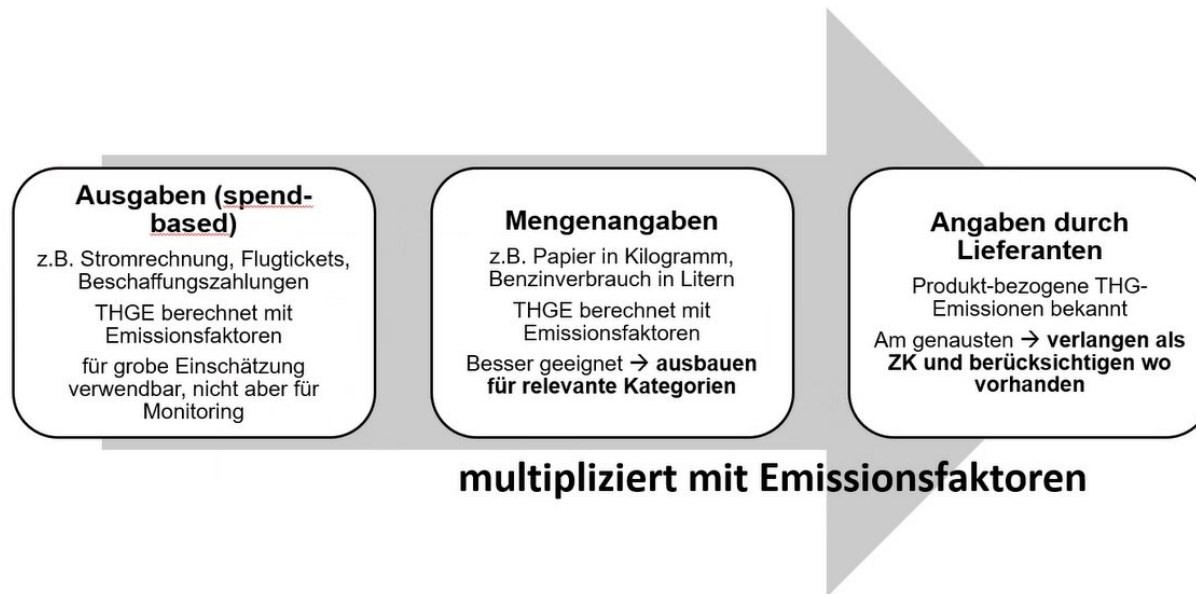 Ausgaben (spend-
based)
z.B. Stromrechnung, Flugtickets,
Beschaffungszahlungen
THGE berechnet mit
Emissionsfaktoren
für grobe Einschätzung
verwendbar, nicht aber für
Monitoring
Mengenangaben
z.B. Papier in Kilogramm,
Benzinverbrauch in Litern
THGE berechnet mit
Emissionsfaktoren
Besser geeignet → ausbauen
für relevante Kategorien
Angaben durch
Lieferanten
Produkt-bezogene THG-
Emissionen bekannt
Am genausten → verlangen als
ZK und berücksichtigen wo
vorhanden
multipliziert mit Emissionsfaktoren